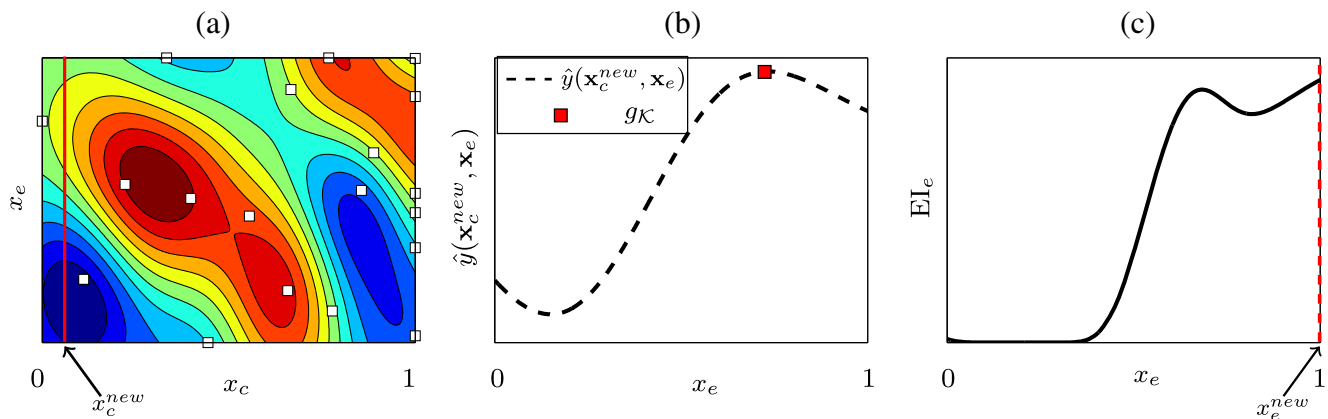 (a)
x_e
0
x_c
1
x_c^{new}
(b)
ŷ(𝐱_c^{new}, 𝐱_e)
g_𝒦
ŷ(𝐱_c^{new}, 𝐱_e)
0
x_e
1
(c)
EI_e
0
x_e
1
x_e^{new}